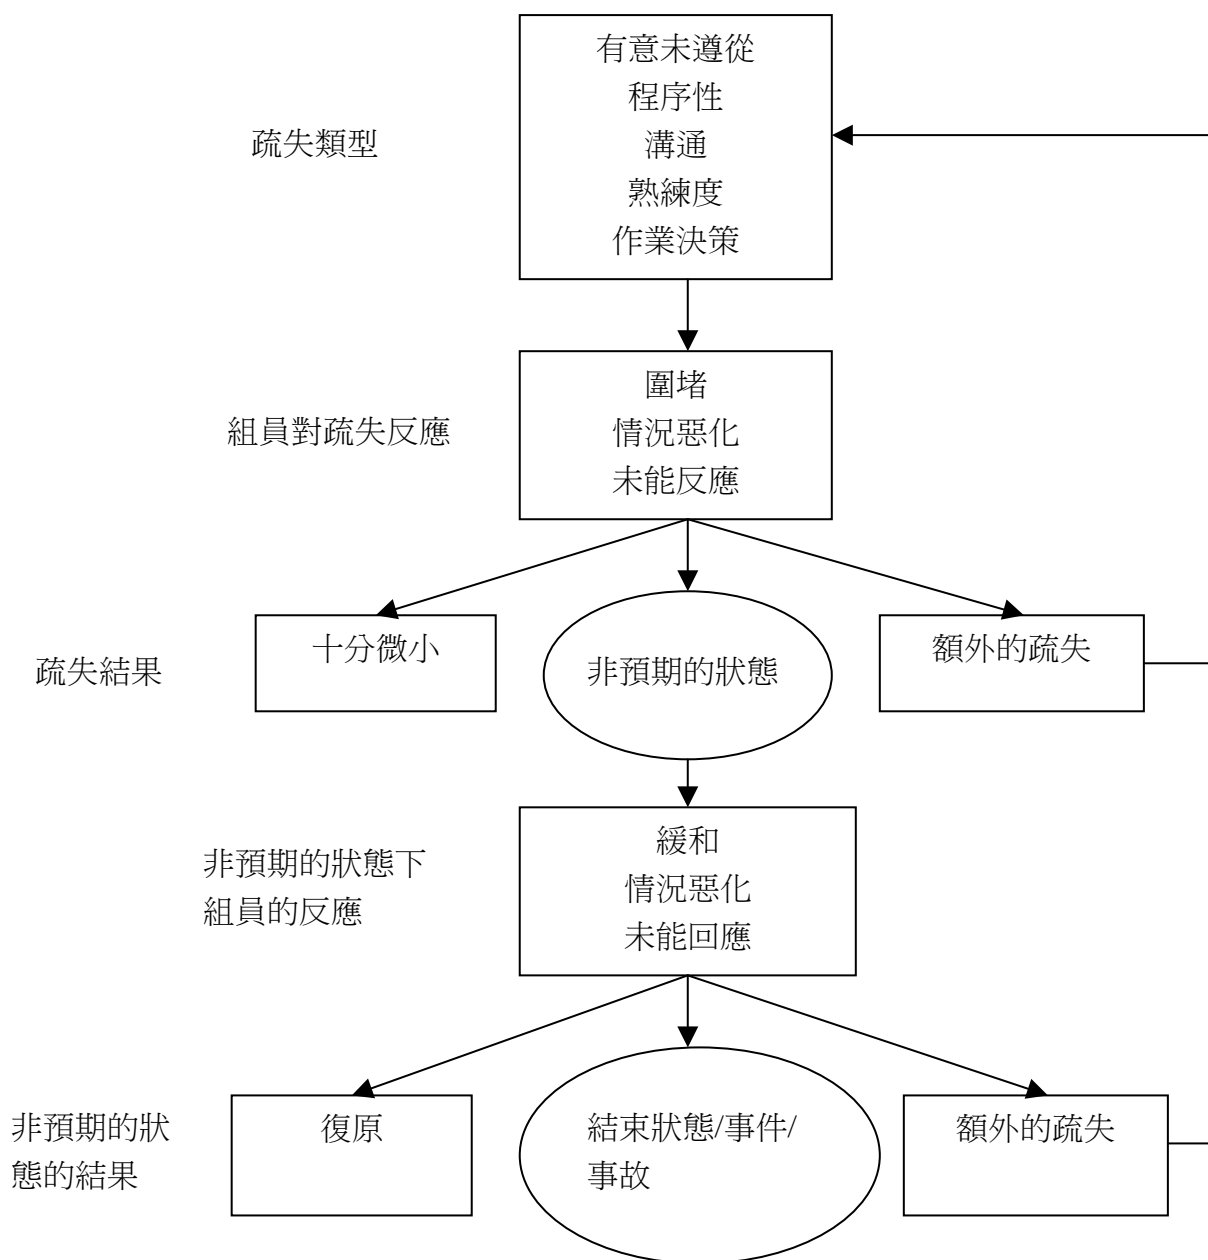 有意未遵從
程序性
疏失類型
溝通
熟練度
作業決策
圍堵
組員對疏失反應
情況惡化
未能反應
十分微小
非預期的狀態
額外的疏失
疏失結果
緩和
非預期的狀態下
組員的反應
情況惡化
未能回應
非預期的狀
態的結果
復原
結束狀態/事件/
事故
額外的疏失